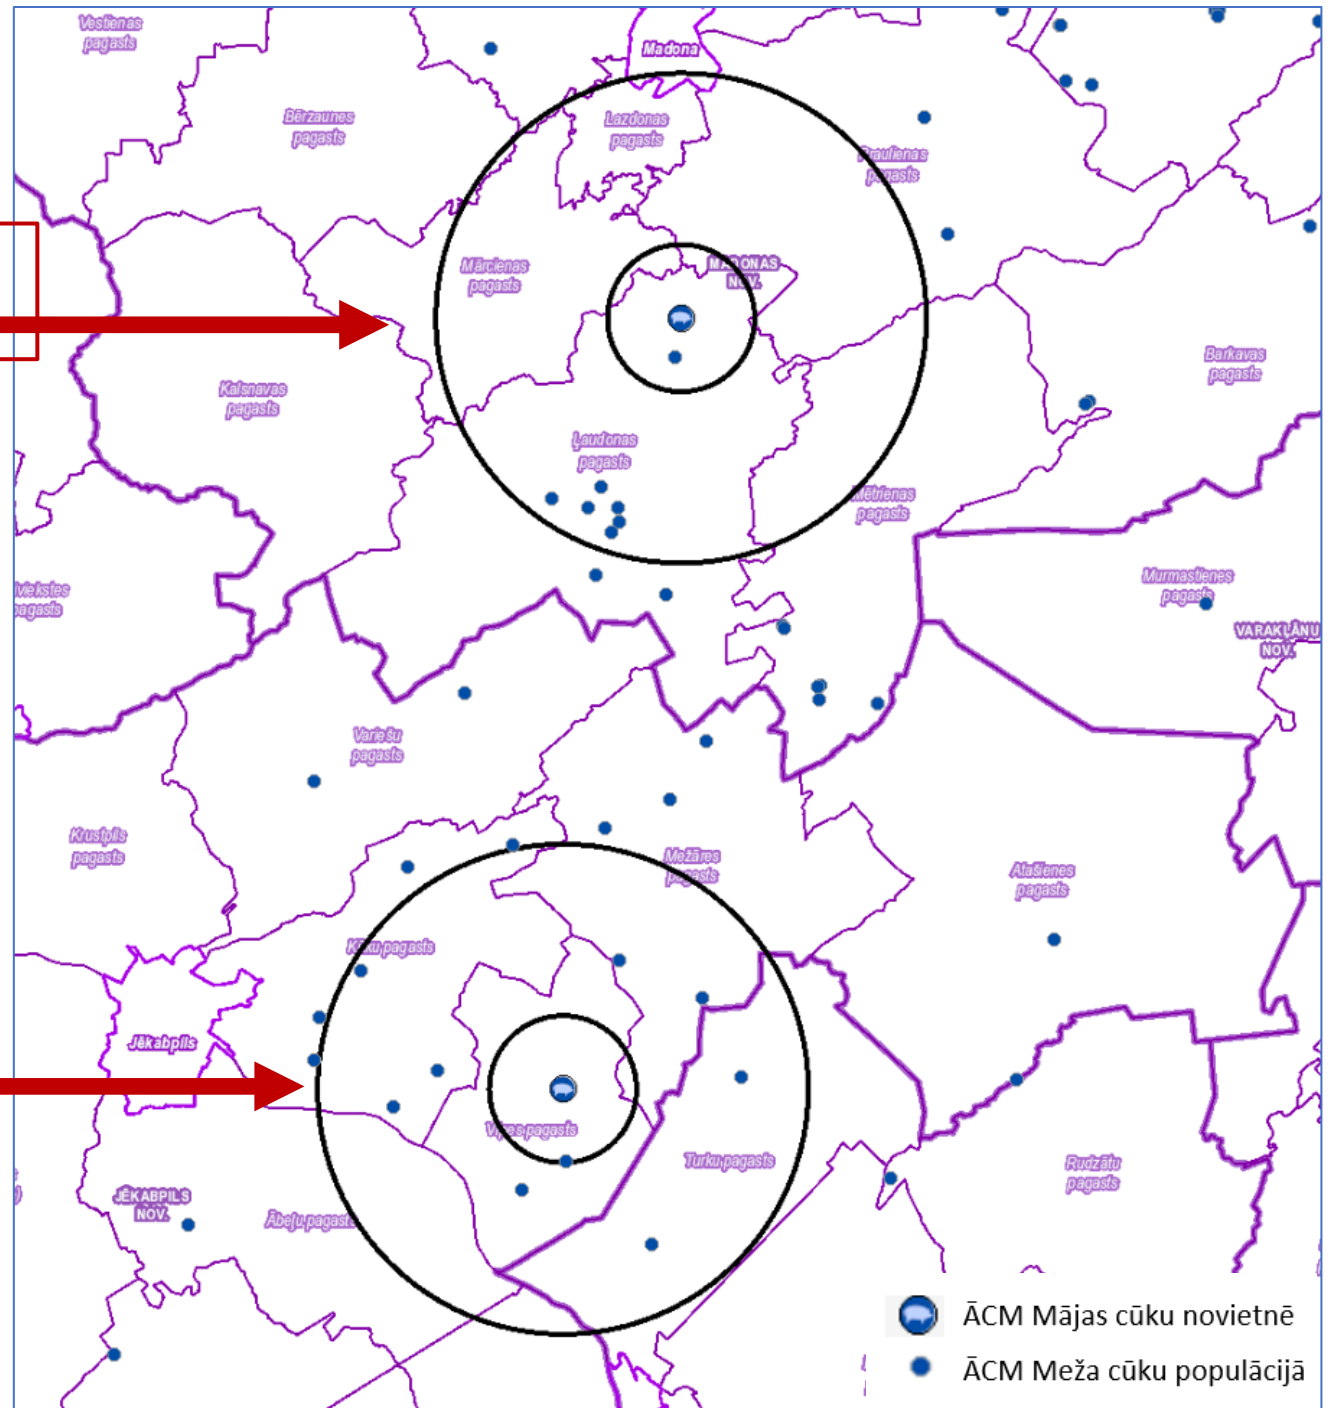 Vestienas
pagasts
Madona
Bērzaunes
pagasts
Lazdonas
pagasts
Praulienas
pagasts
Mārcienas
pagasts
MADONAS
NOV.
Kalsnavas
pagasts
Barkavas
pagasts
Ļaudonas
pagasts
Mētrienas
pagasts
Murmastienes
pagasts
viekstes
pagasts
VARAKĻĀNU
NOV.
Variešu
pagasts
Krustpils
pagasts
Mežāres
pagasts
Atašienes
pagasts
Kūku pagasts
Jēkabpils
Vīpes pagasts
Turku pagasts
Rudzātu
pagasts
JĒKABPILS
NOV.
Ābeļu pagasts
ĀCM Mājas cūku novietnē
ĀCM Meža cūku populācijā